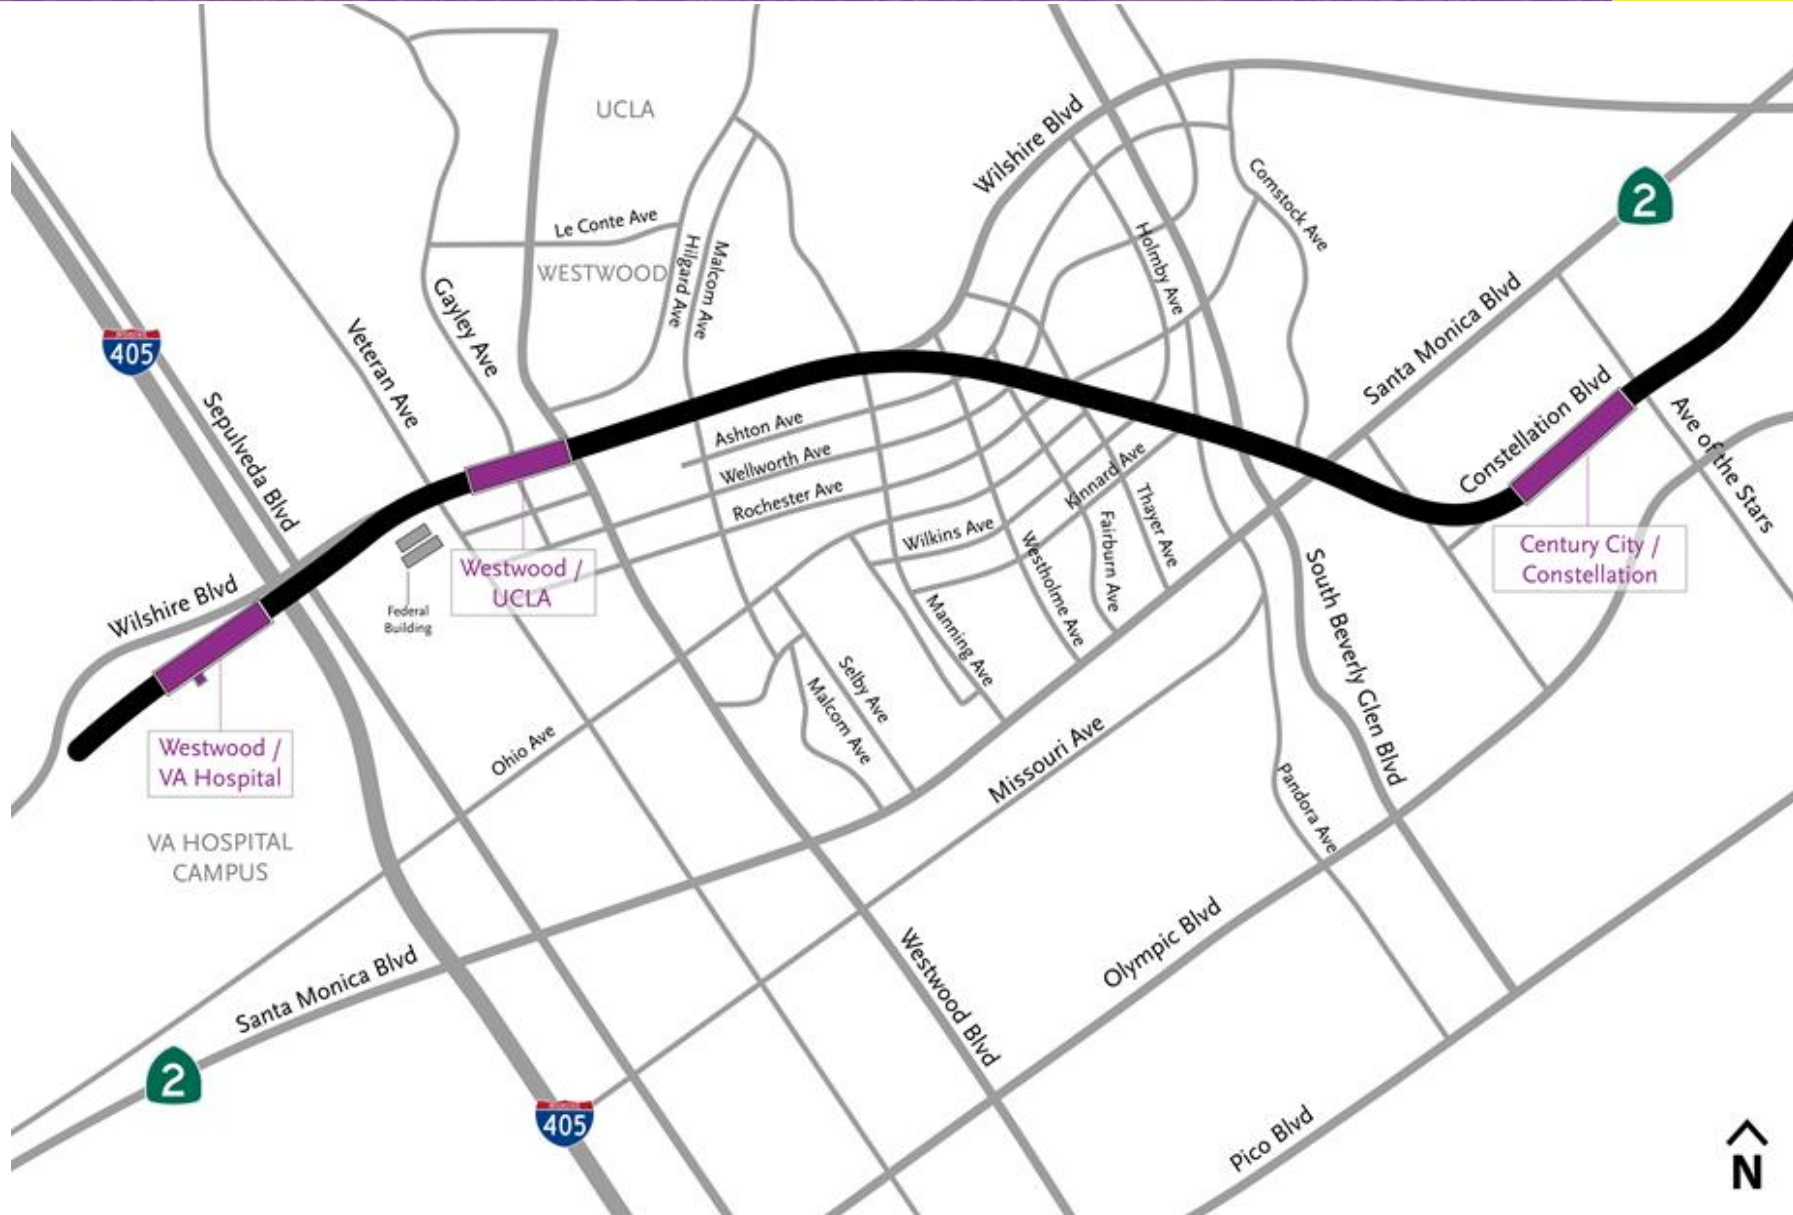 UCLA
Wilshire Blvd
Comstock Ave
2
Le Conte Ave
WESTWOOD
Hilgard Ave
Malcom Ave
Holmby Ave
Gayley Ave
Veteran Ave
405
Sepulveda Blvd
Santa Monica Blvd
Constellation Blvd
Ave of the Stars
Ashton Ave
Wellworth Ave
Rochester Ave
Kinnard Ave
Thayer Ave
Fairburn Ave
Wilkins Ave
Westholme Ave
Century City /
Constellation
Westwood /
UCLA
Federal
Building
Wilshire Blvd
Manning Ave
South Beverly Glen Blvd
Selby Ave
Malcom Ave
Westwood /
VA Hospital
Ohio Ave
Missouri Ave
Pandora Ave
VA HOSPITAL
CAMPUS
Olympic Blvd
Westwood Blvd
Santa Monica Blvd
2
405
Pico Blvd
N